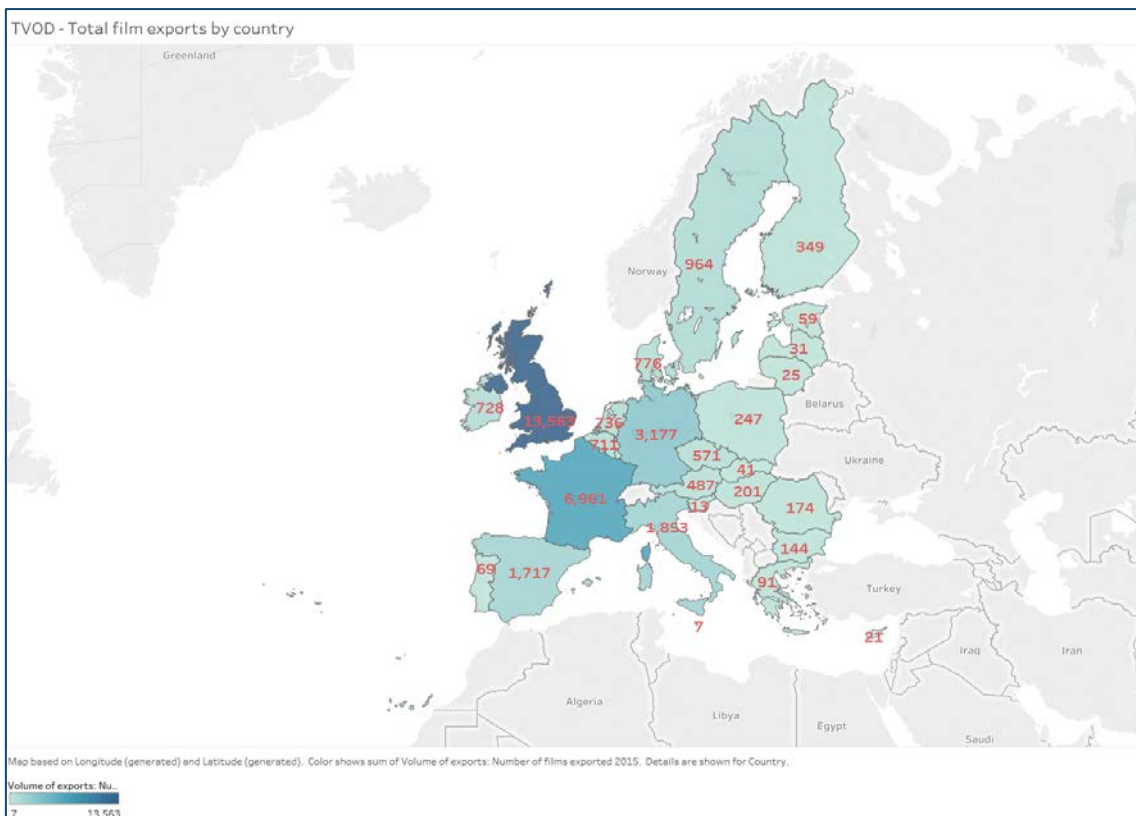 TVOD - Total film exports by country
Greenland
349
964
Norway
59
31
25
776
Belarus
728
13,563
736
247
711
3,177
571
Ukraine
41
487
201
6,981
13
174
1,853
144
69
1,717
91
Turkey
7
21
Iraq
Iran
Algeria
Libya
Egypt
Saudi
Map based on Longitude (generated) and Latitude (generated). Color shows sum of Volume of exports: Number of films exported 2015. Details are shown for Country.
Volume of exports: Nu..
7 13,563